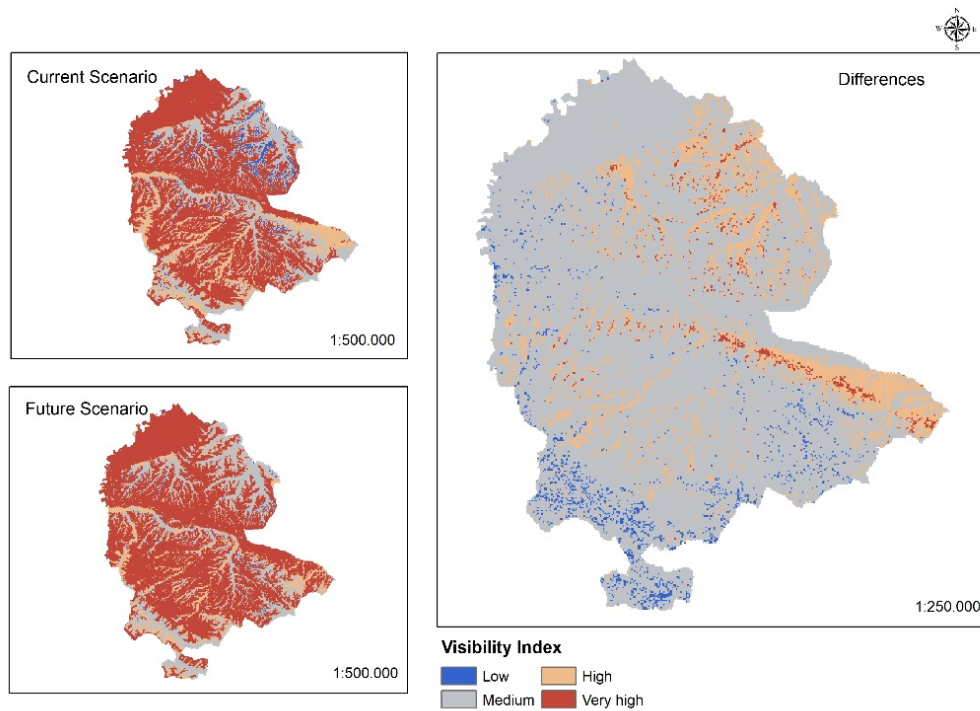 N
W E
S
Current Scenario
1:500.000
Differences
Future Scenario
1:500.000
1:250.000
Visibility Index
Low High
Medium Very high